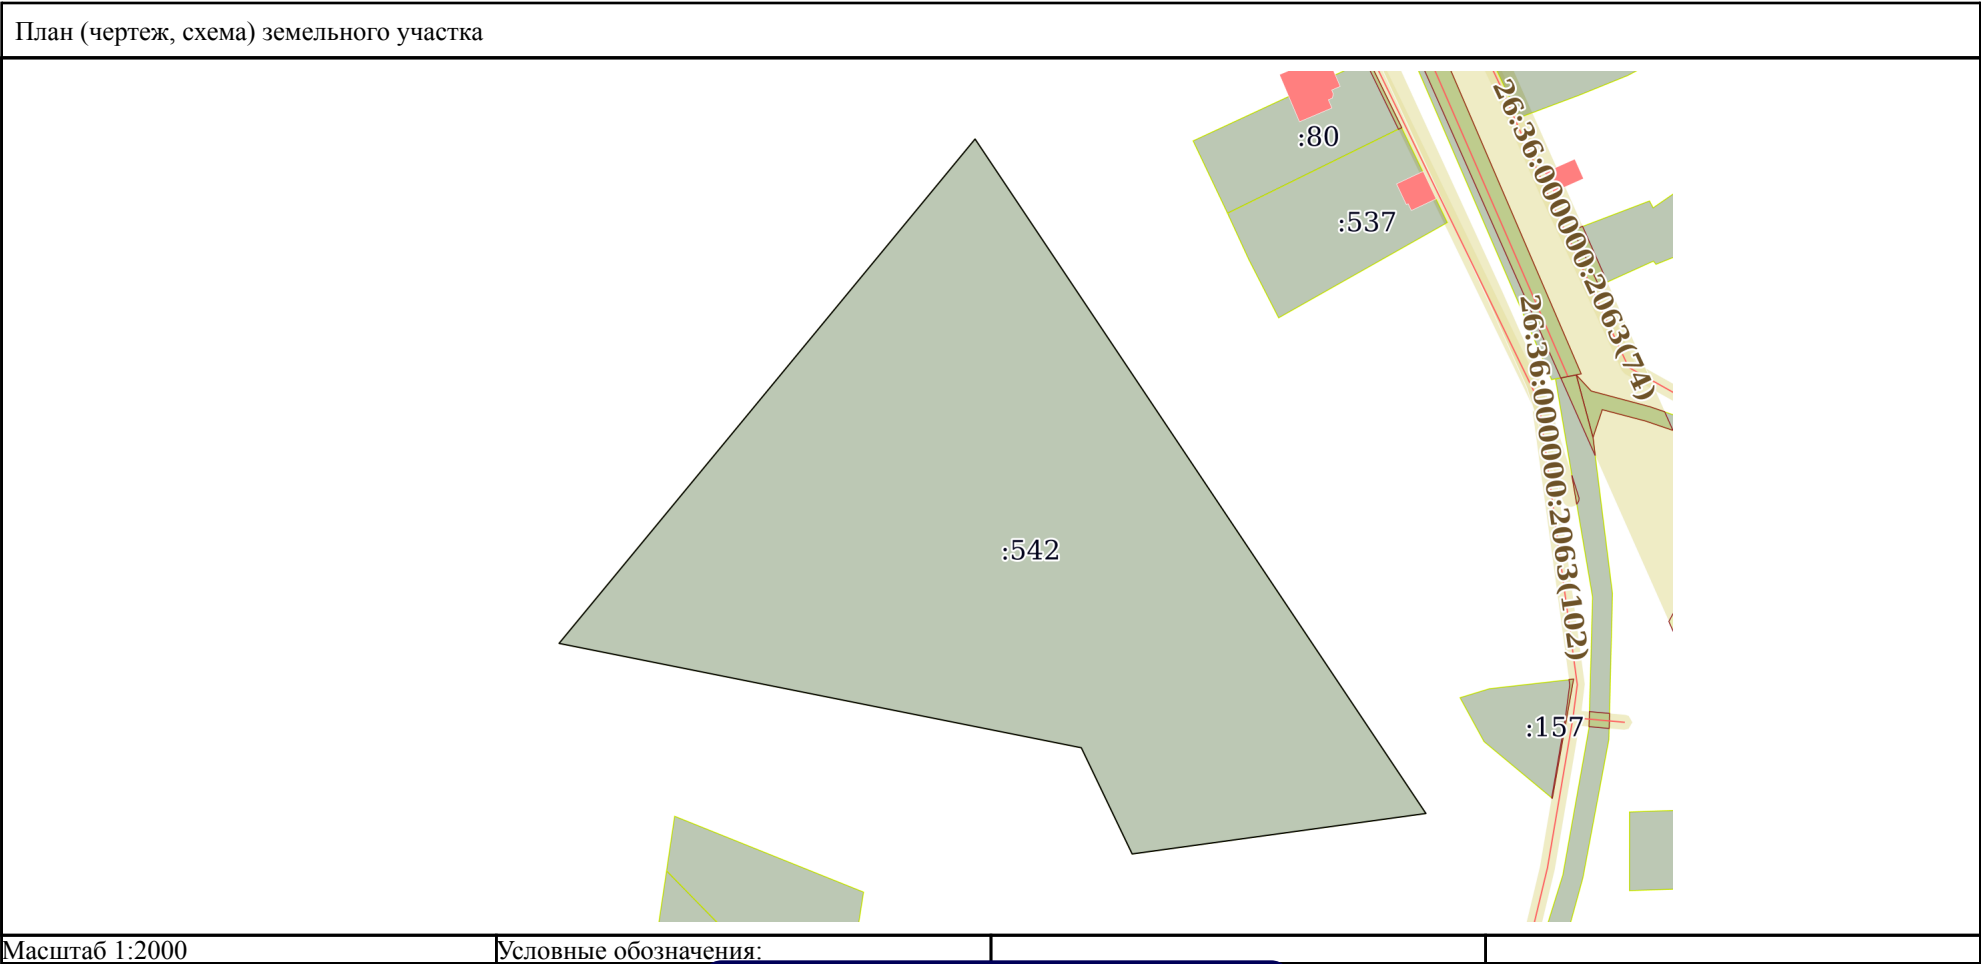 План (чертеж, схема) земельного участка
:80
:537
26:36:000000:2063(74)
26:36:000000:2063(102)
:542
:157
Масштаб 1:2000
Условные обозначения: